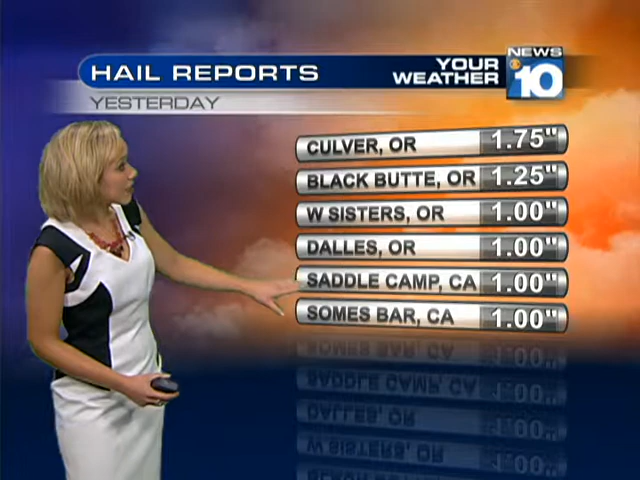 HAIL REPORTS
YOUR WEATHER
NEWS 10
YESTERDAY
CULVER, OR 1.75"
BLACK BUTTE, OR 1.25"
W SISTERS, OR 1.00"
DALLES, OR 1.00"
SADDLE CAMP, CA 1.00"
SOMES BAR, CA 1.00"